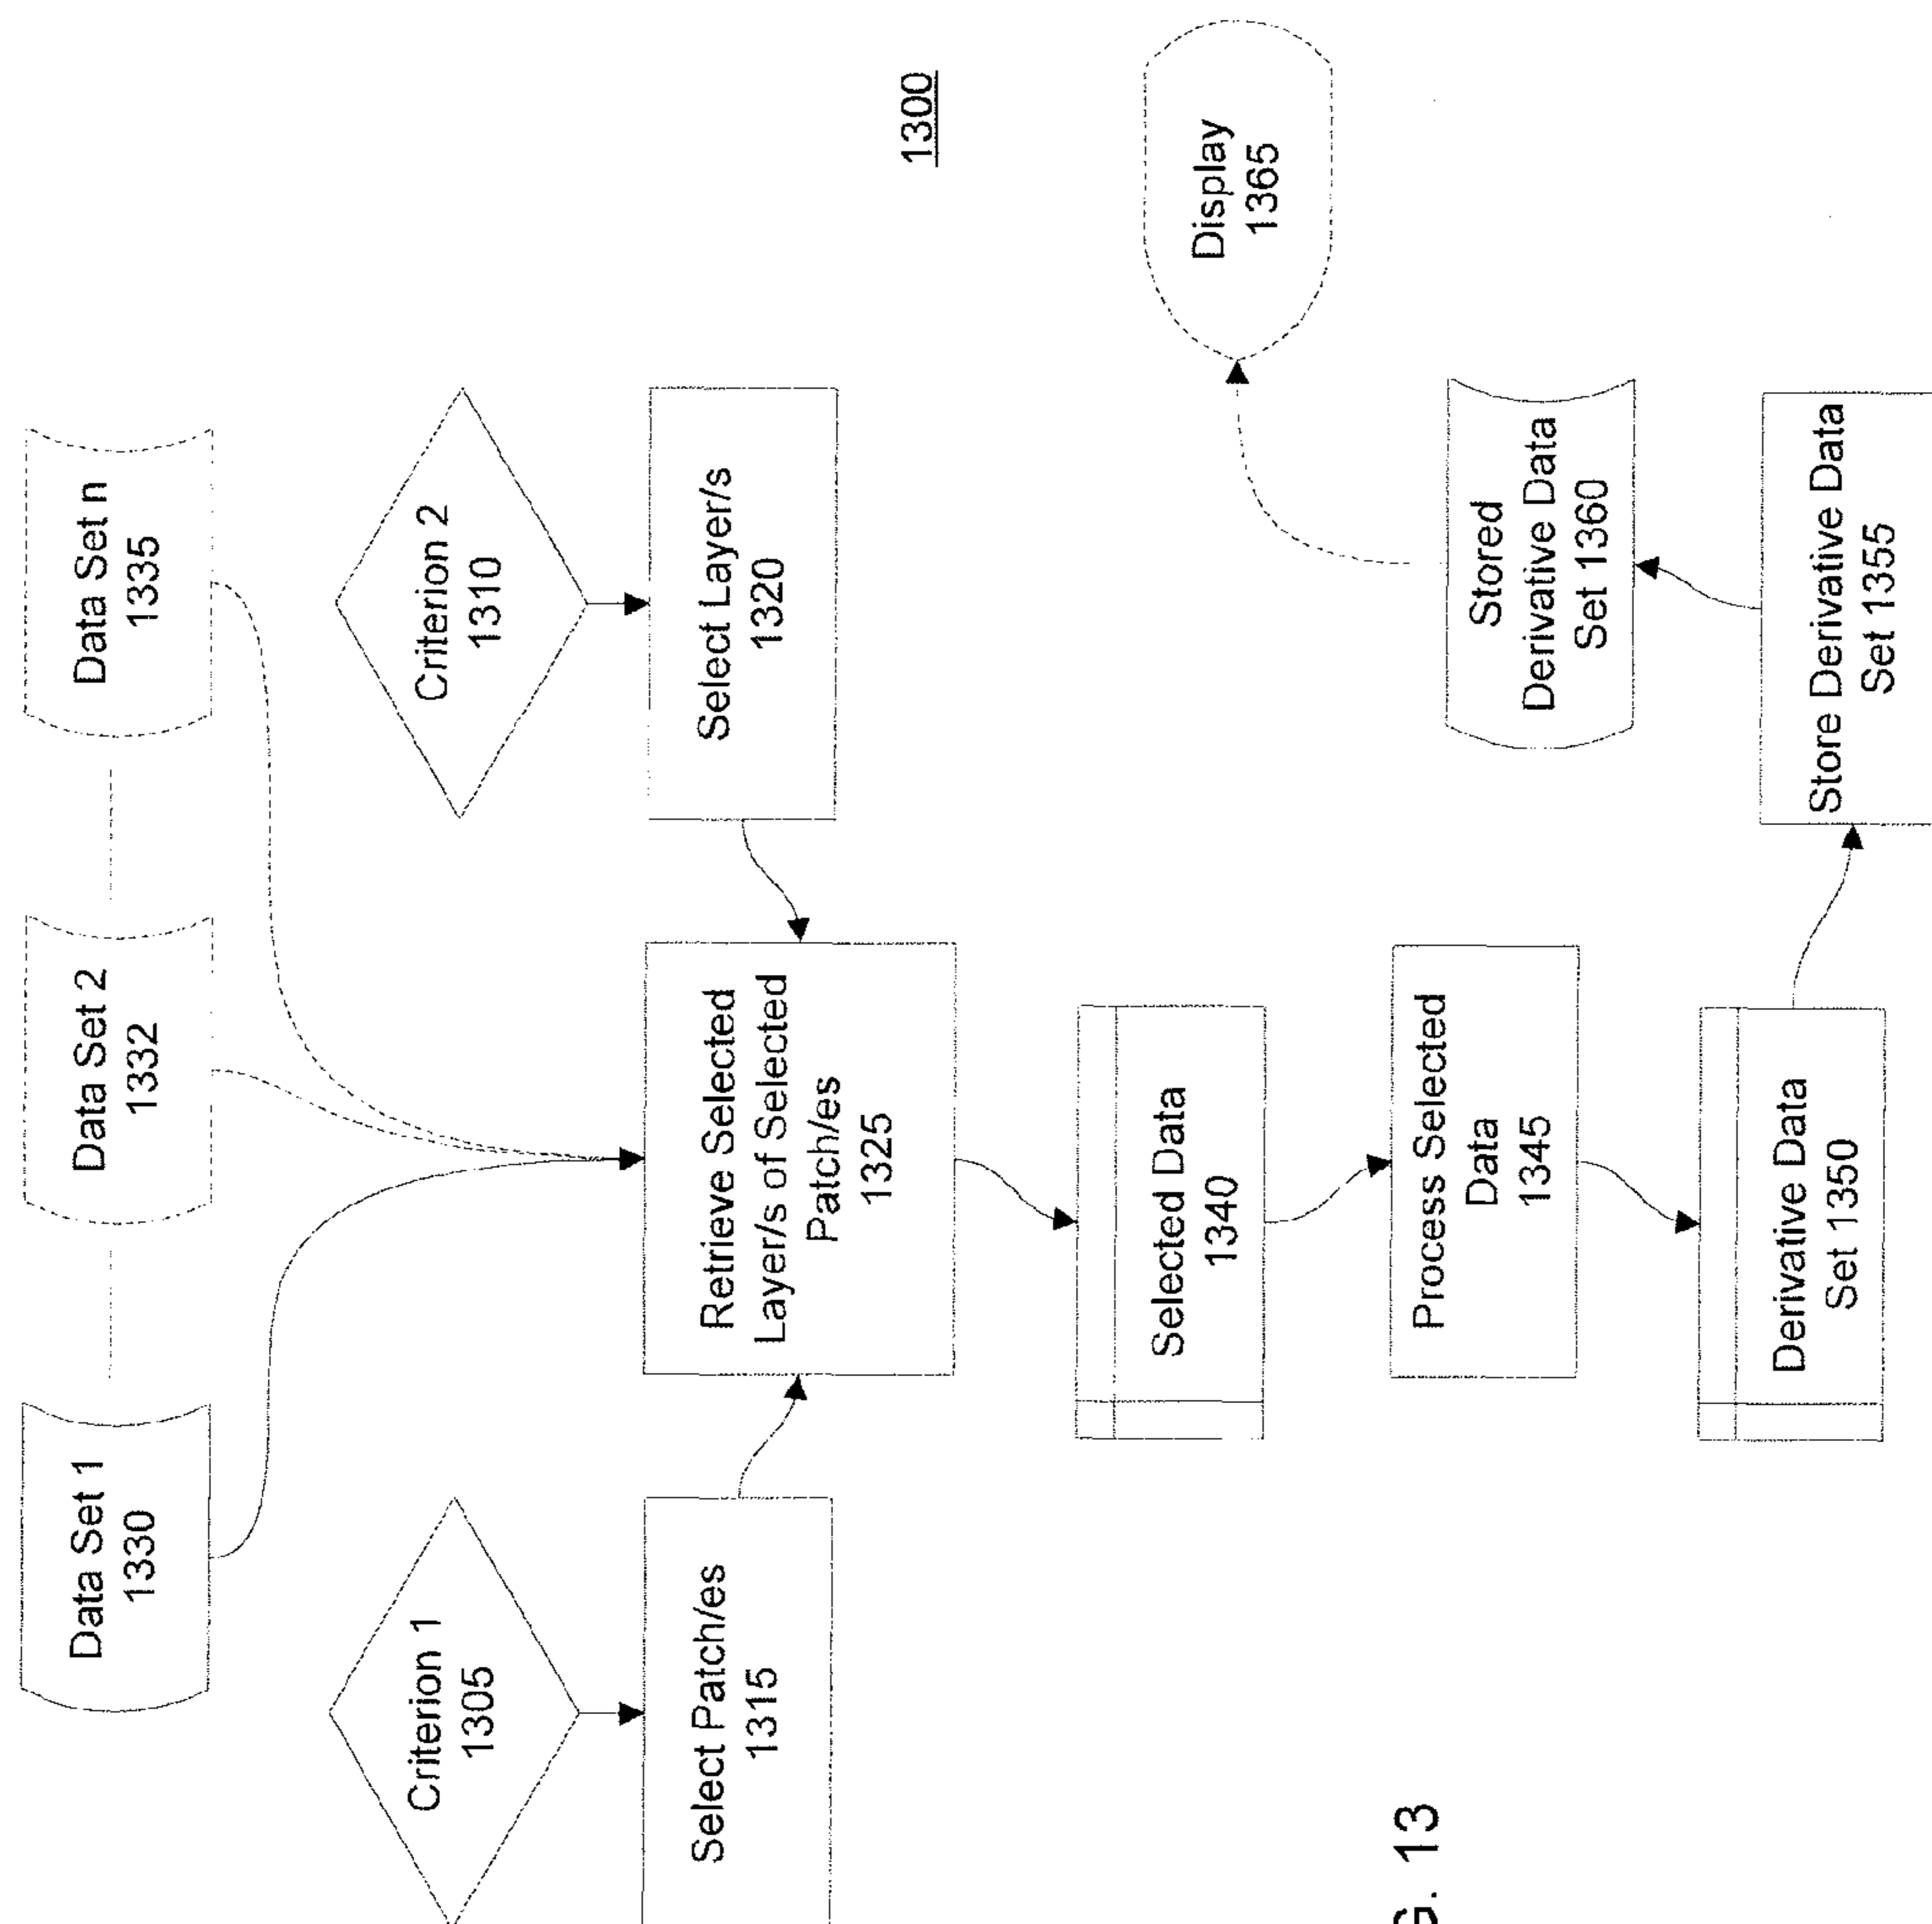 1300
Data Set 1
1330
Data Set 2
1332
Data Set n
1335
Criterion 1
1305
Criterion 2
1310
Select Patch/es
1315
Retrieve Selected
Layer/s of Selected
Patch/es
1325
Select Layer/s
1320
Selected Data
1340
Process Selected
Data
1345
Derivative Data
Set 1350
Store Derivative Data
Set 1355
Stored
Derivative Data
Set 1360
Display
1365
G. 13